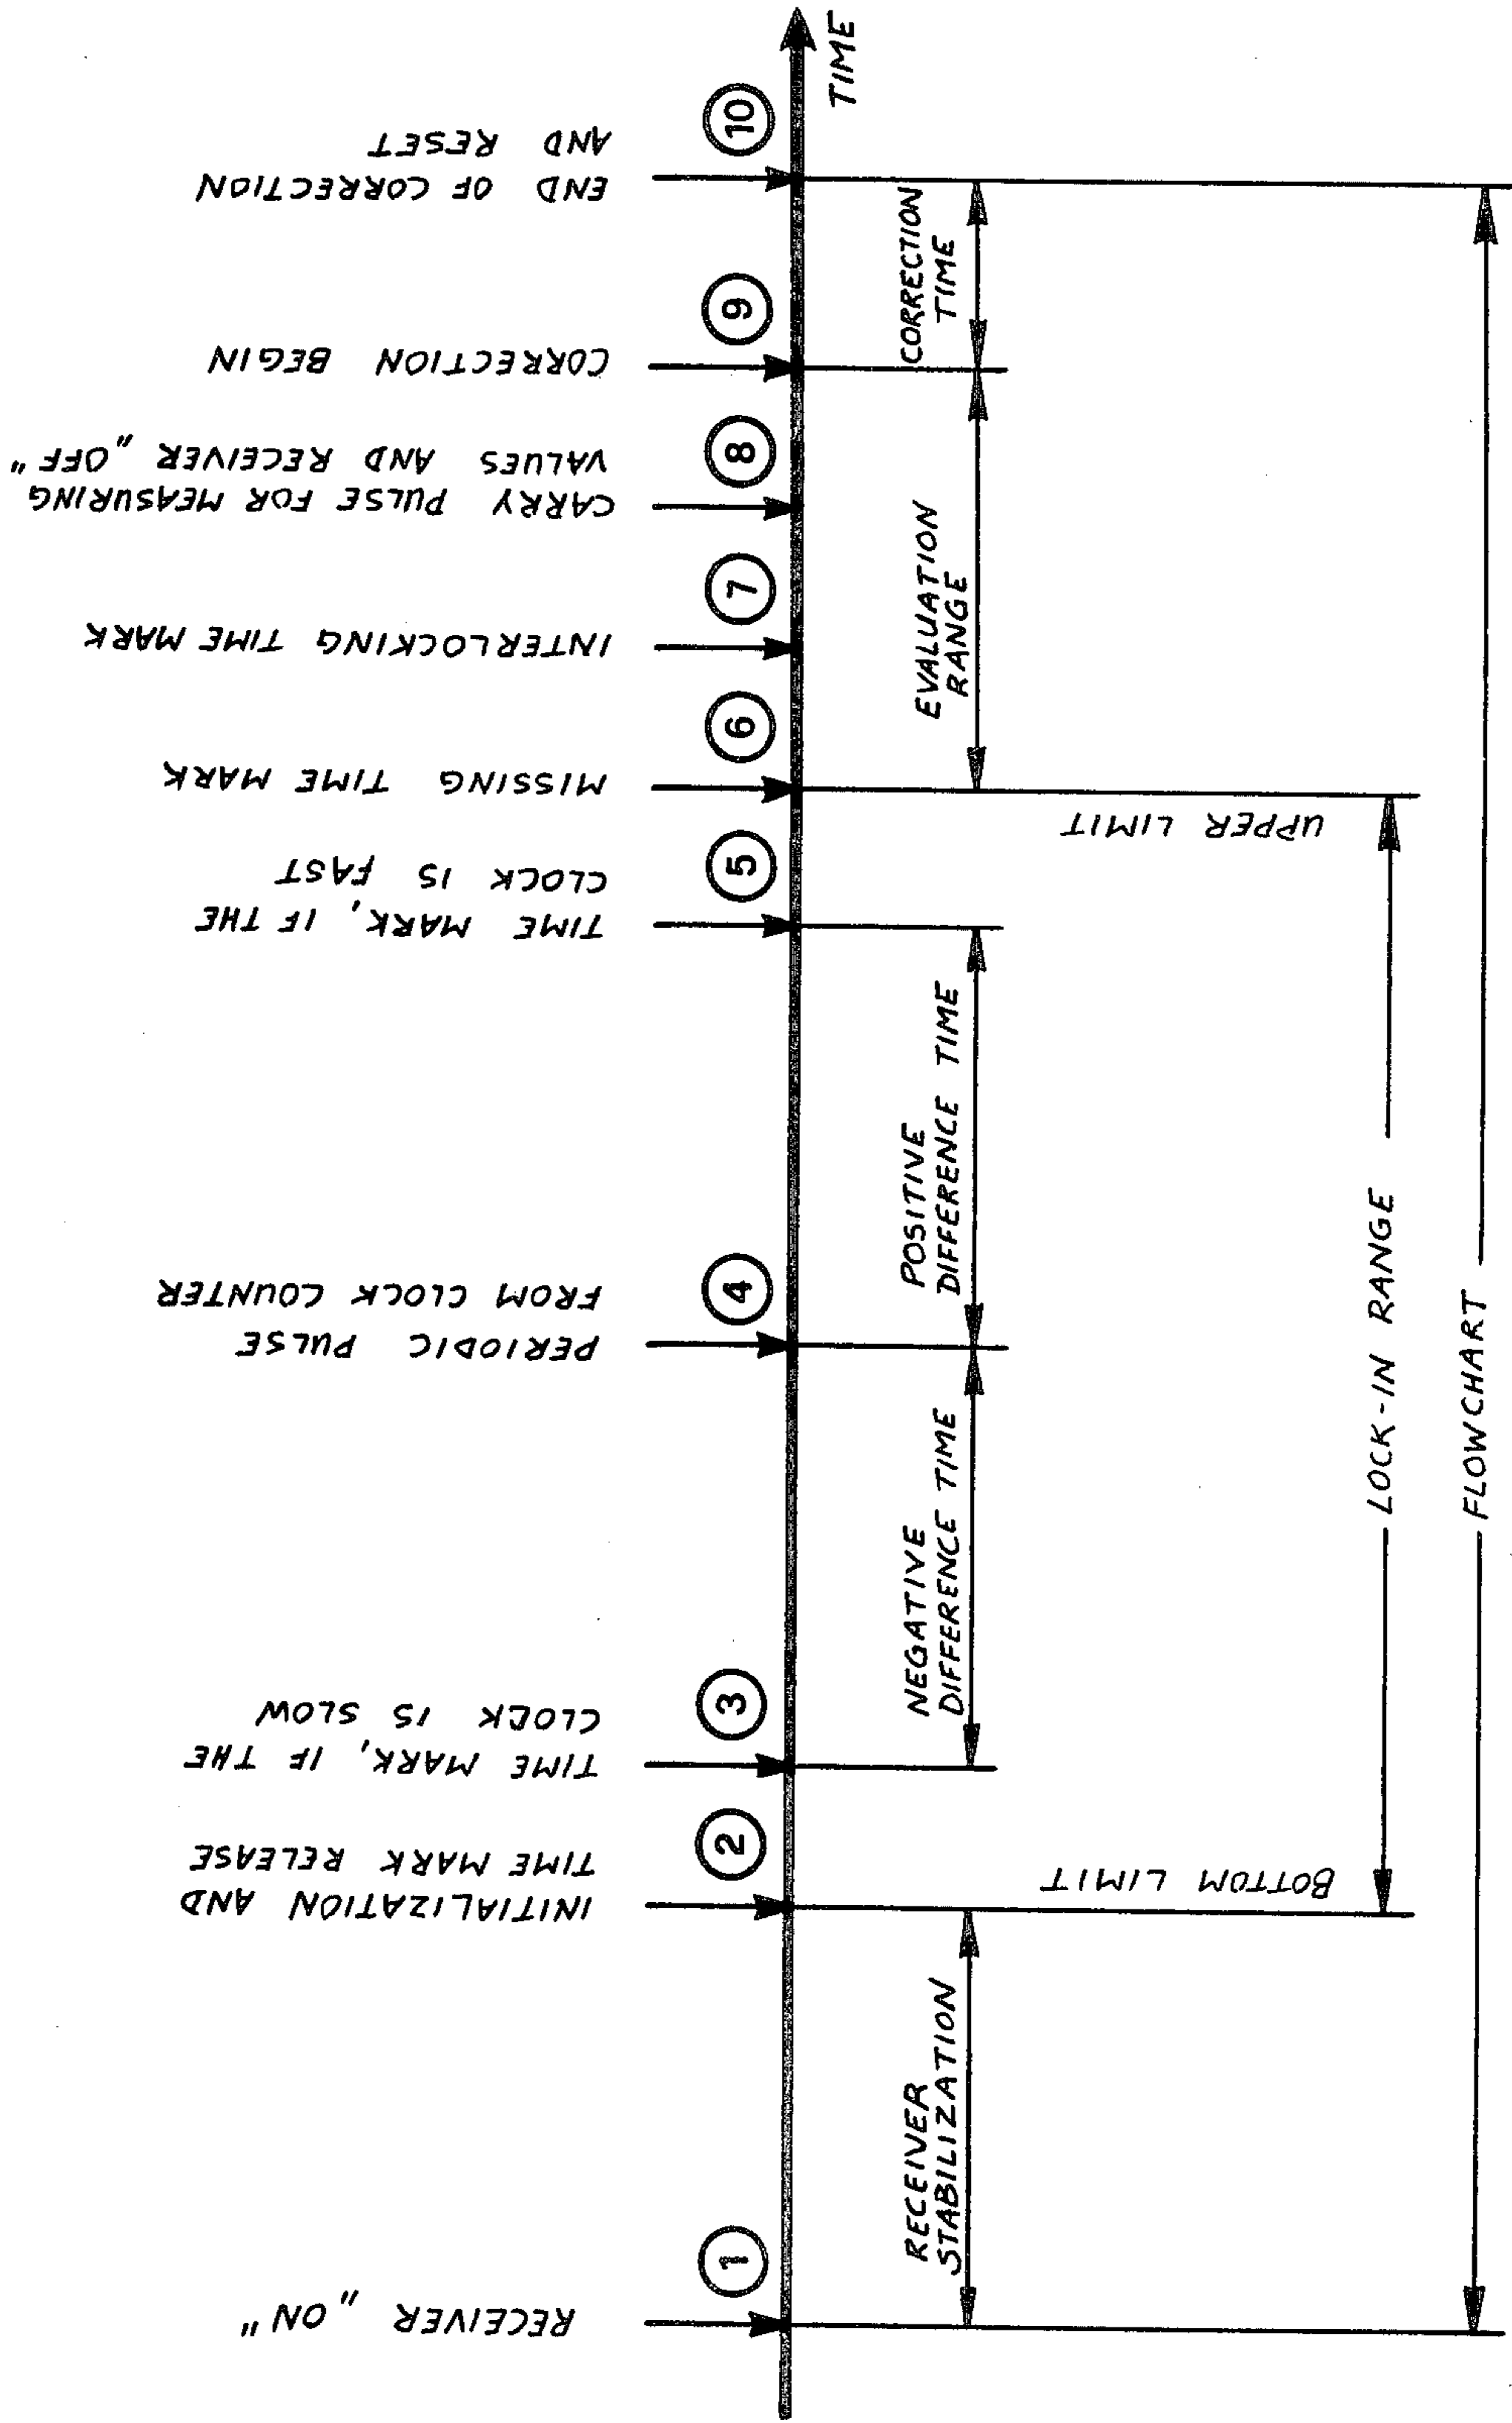 RECEIVER „ON"
INITIALIZATION AND
TIME MARK RELEASE
TIME MARK, IF THE
CLOCK IS SLOW
PERIODIC PULSE
FROM CLOCK COUNTER
TIME MARK, IF THE
CLOCK IS FAST
MISSING TIME MARK
INTERLOCKING TIME MARK
CARRY PULSE FOR MEASURING
VALUES AND RECEIVER „OFF"
CORRECTION BEGIN
END OF CORRECTION
AND RESET
1
2
3
4
5
6
7
8
9
10
TIME
RECEIVER
STABILIZATION
NEGATIVE
DIFFERENCE TIME
POSITIVE
DIFFERENCE TIME
EVALUATION
RANGE
CORRECTION
TIME
BOTTOM LIMIT
UPPER LIMIT
LOCK-IN RANGE
FLOWCHART